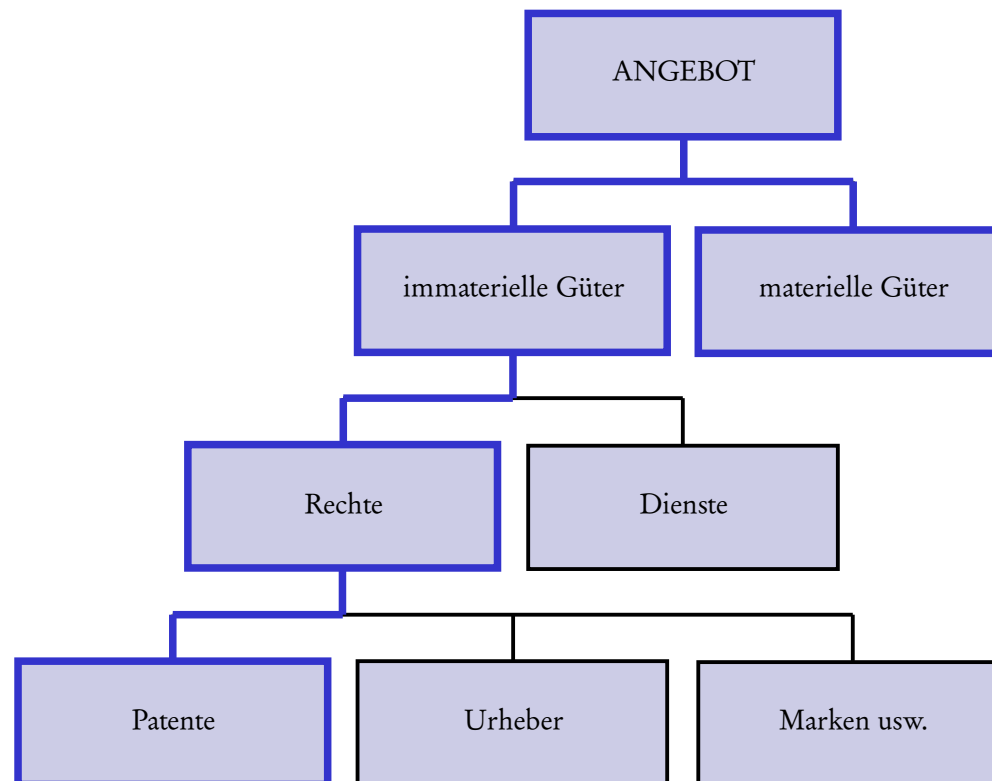 ANGEBOT
immaterielle Güter
materielle Güter
Rechte
Dienste
Patente
Urheber
Marken usw.